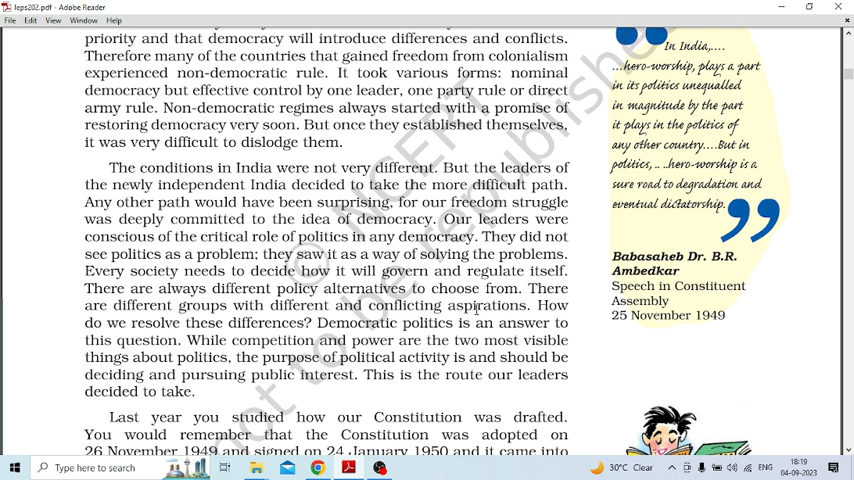 leps202.pdf - Adobe Reader
File Edit View Window Help
priority and that democracy will introduce differences and conflicts.
Therefore many of the countries that gained freedom from colonialism
experienced non-democratic rule. It took various forms: nominal
democracy but effective control by one leader, one party rule or direct
army rule. Non-democratic regimes always started with a promise of
restoring democracy very soon. But once they established themselves,
it was very difficult to dislodge them.
The conditions in India were not very different. But the leaders of
the newly independent India decided to take the more difficult path.
Any other path would have been surprising, for our freedom struggle
was deeply committed to the idea of democracy. Our leaders were
conscious of the critical role of politics in any democracy. They did not
see politics as a problem; they saw it as a way of solving the problems.
Every society needs to decide how it will govern and regulate itself.
There are always different policy alternatives to choose from. There
are different groups with different and conflicting aspirations. How
do we resolve these differences? Democratic politics is an answer to
this question. While competition and power are the two most visible
things about politics, the purpose of political activity is and should be
deciding and pursuing public interest. This is the route our leaders
decided to take.
Last year you studied how our Constitution was drafted.
You would remember that the Constitution was adopted on
26 November 1949 and signed on 24 January 1950 and it came into
© NCERT
not to be republished
In India,....
...hero-worship, plays a part
in its politics unequalled
in magnitude by the part
it plays in the politics of
any other country....But in
politics, .. ..hero-worship is a
sure road to degradation and
eventual dictatorship.
Babasaheb Dr. B.R.
Ambedkar
Speech in Constituent
Assembly
25 November 1949
Type here to search
30°C Clear
ENG
18:19
04-09-2023